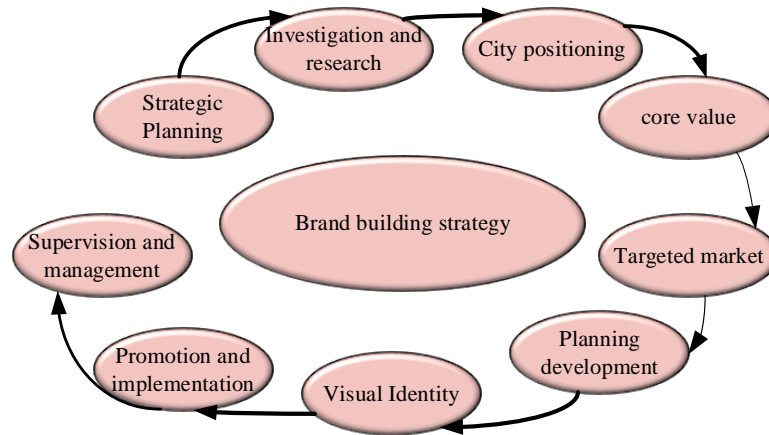 Strategic
Planning
Investigation and
research
City positioning
core value
Targeted market
Planning
development
Visual Identity
Promotion and
implementation
Supervision and
management
Brand building strategy